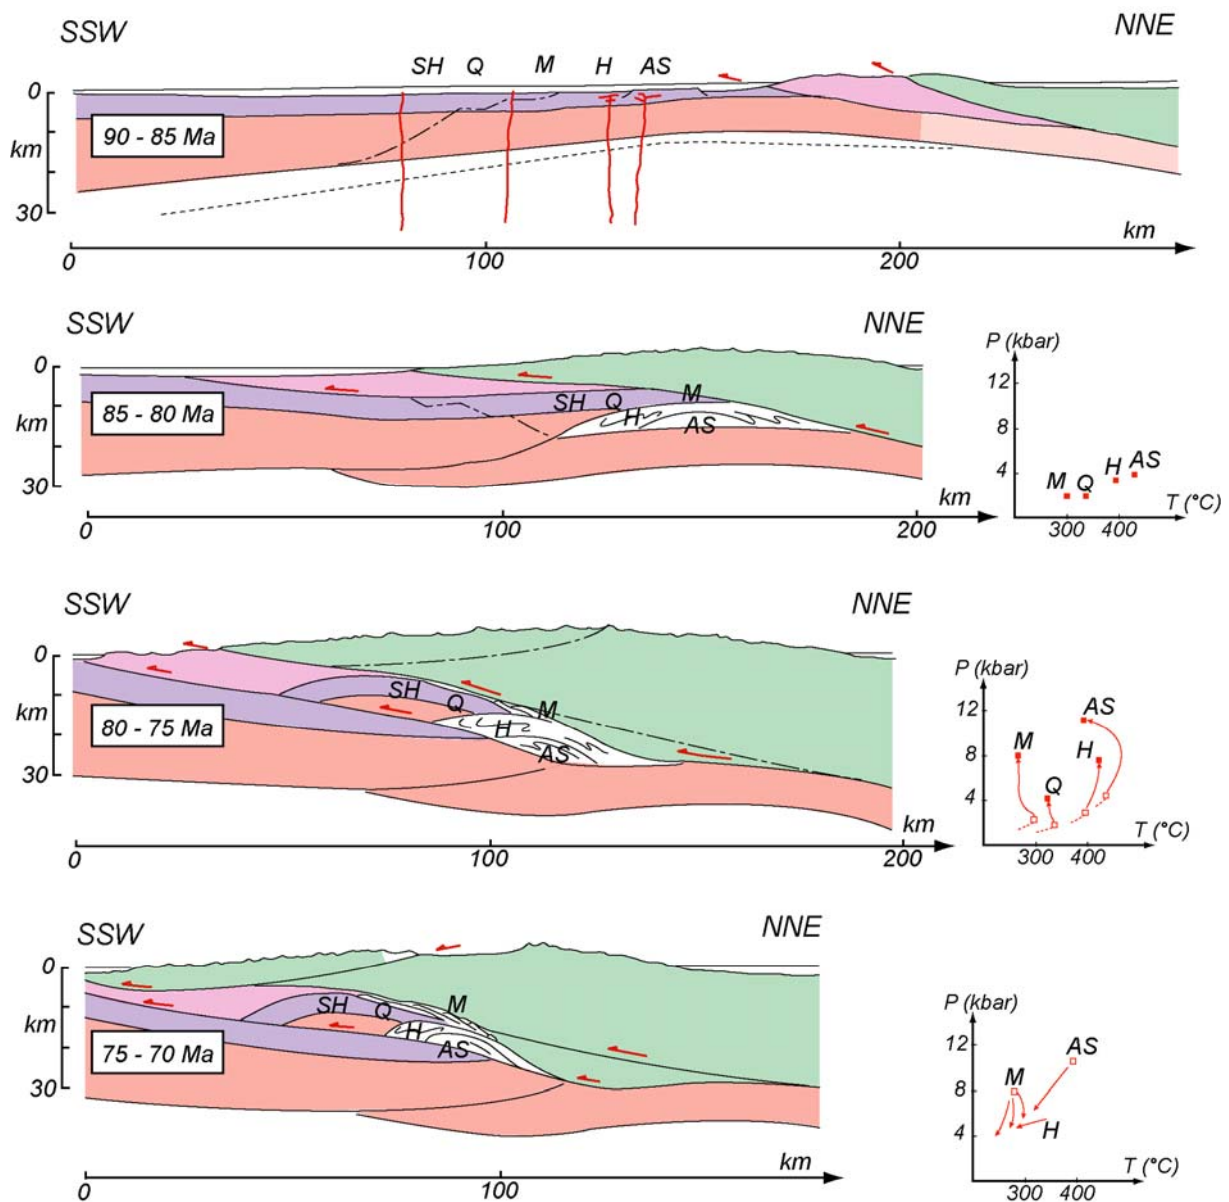 SSW NNE
SH Q M H AS
0
90 - 85 Ma
km
30
km
0 100 200
SSW NNE
0
SH Q M
H AS
85 - 80 Ma
km
30
km
0 100 200
P (kbar)
12
8
4
M Q H AS
T (°C)
300 400
SSW NNE
0
SH
Q M
H
AS
km
80 - 75 Ma
30
km
0 100 200
P (kbar)
12 AS
8 M H
Q
4
T (°C)
300 400
SSW NNE
0
SH Q M
H
AS
km
75 - 70 Ma
30
km
0 100
P (kbar)
12 AS
8 M
4 H
T (°C)
300 400